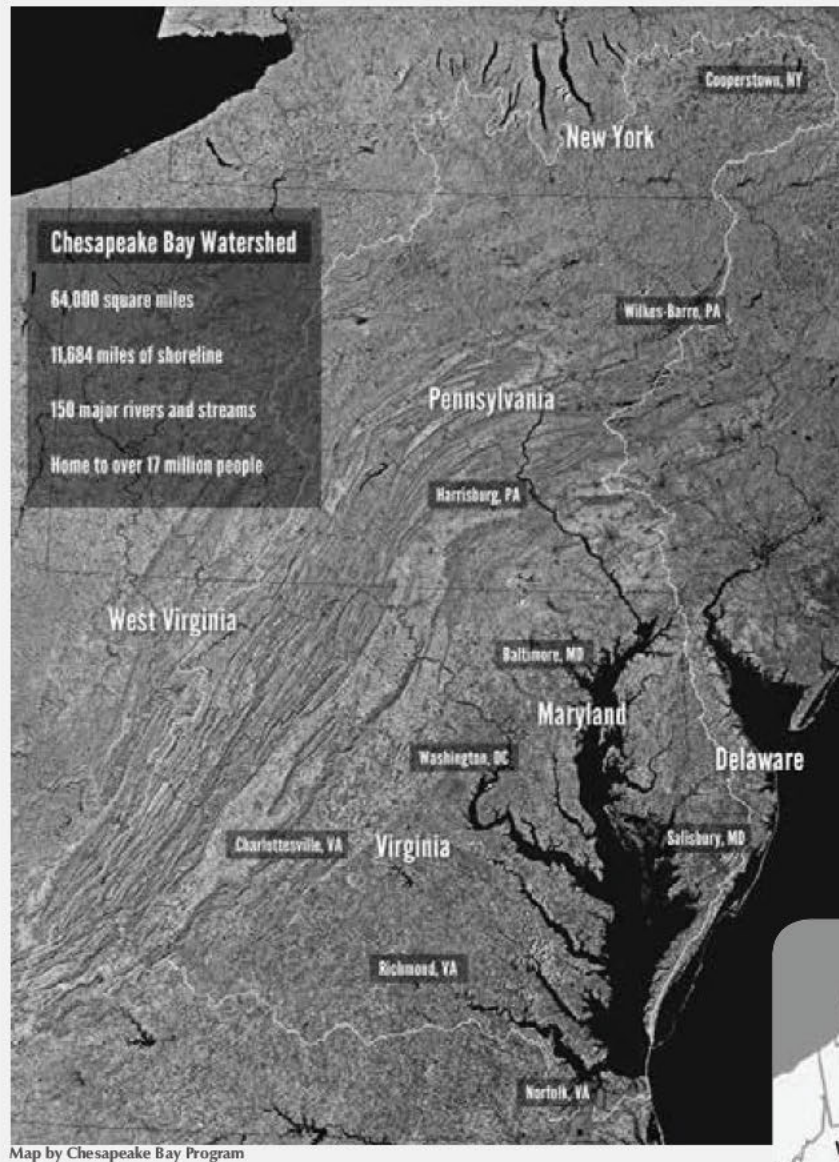 Cooperstown, NY
New York
Chesapeake Bay Watershed
64,000 square miles
11,684 miles of shoreline
150 major rivers and streams
Home to over 17 million people
Wilkes-Barre, PA
Pennsylvania
Harrisburg, PA
West Virginia
Baltimore, MD
Maryland
Washington, DC
Delaware
Charlottesville, VA
Virginia
Salisbury, MD
Richmond, VA
Norfolk, VA
Map by Chesapeake Bay Program